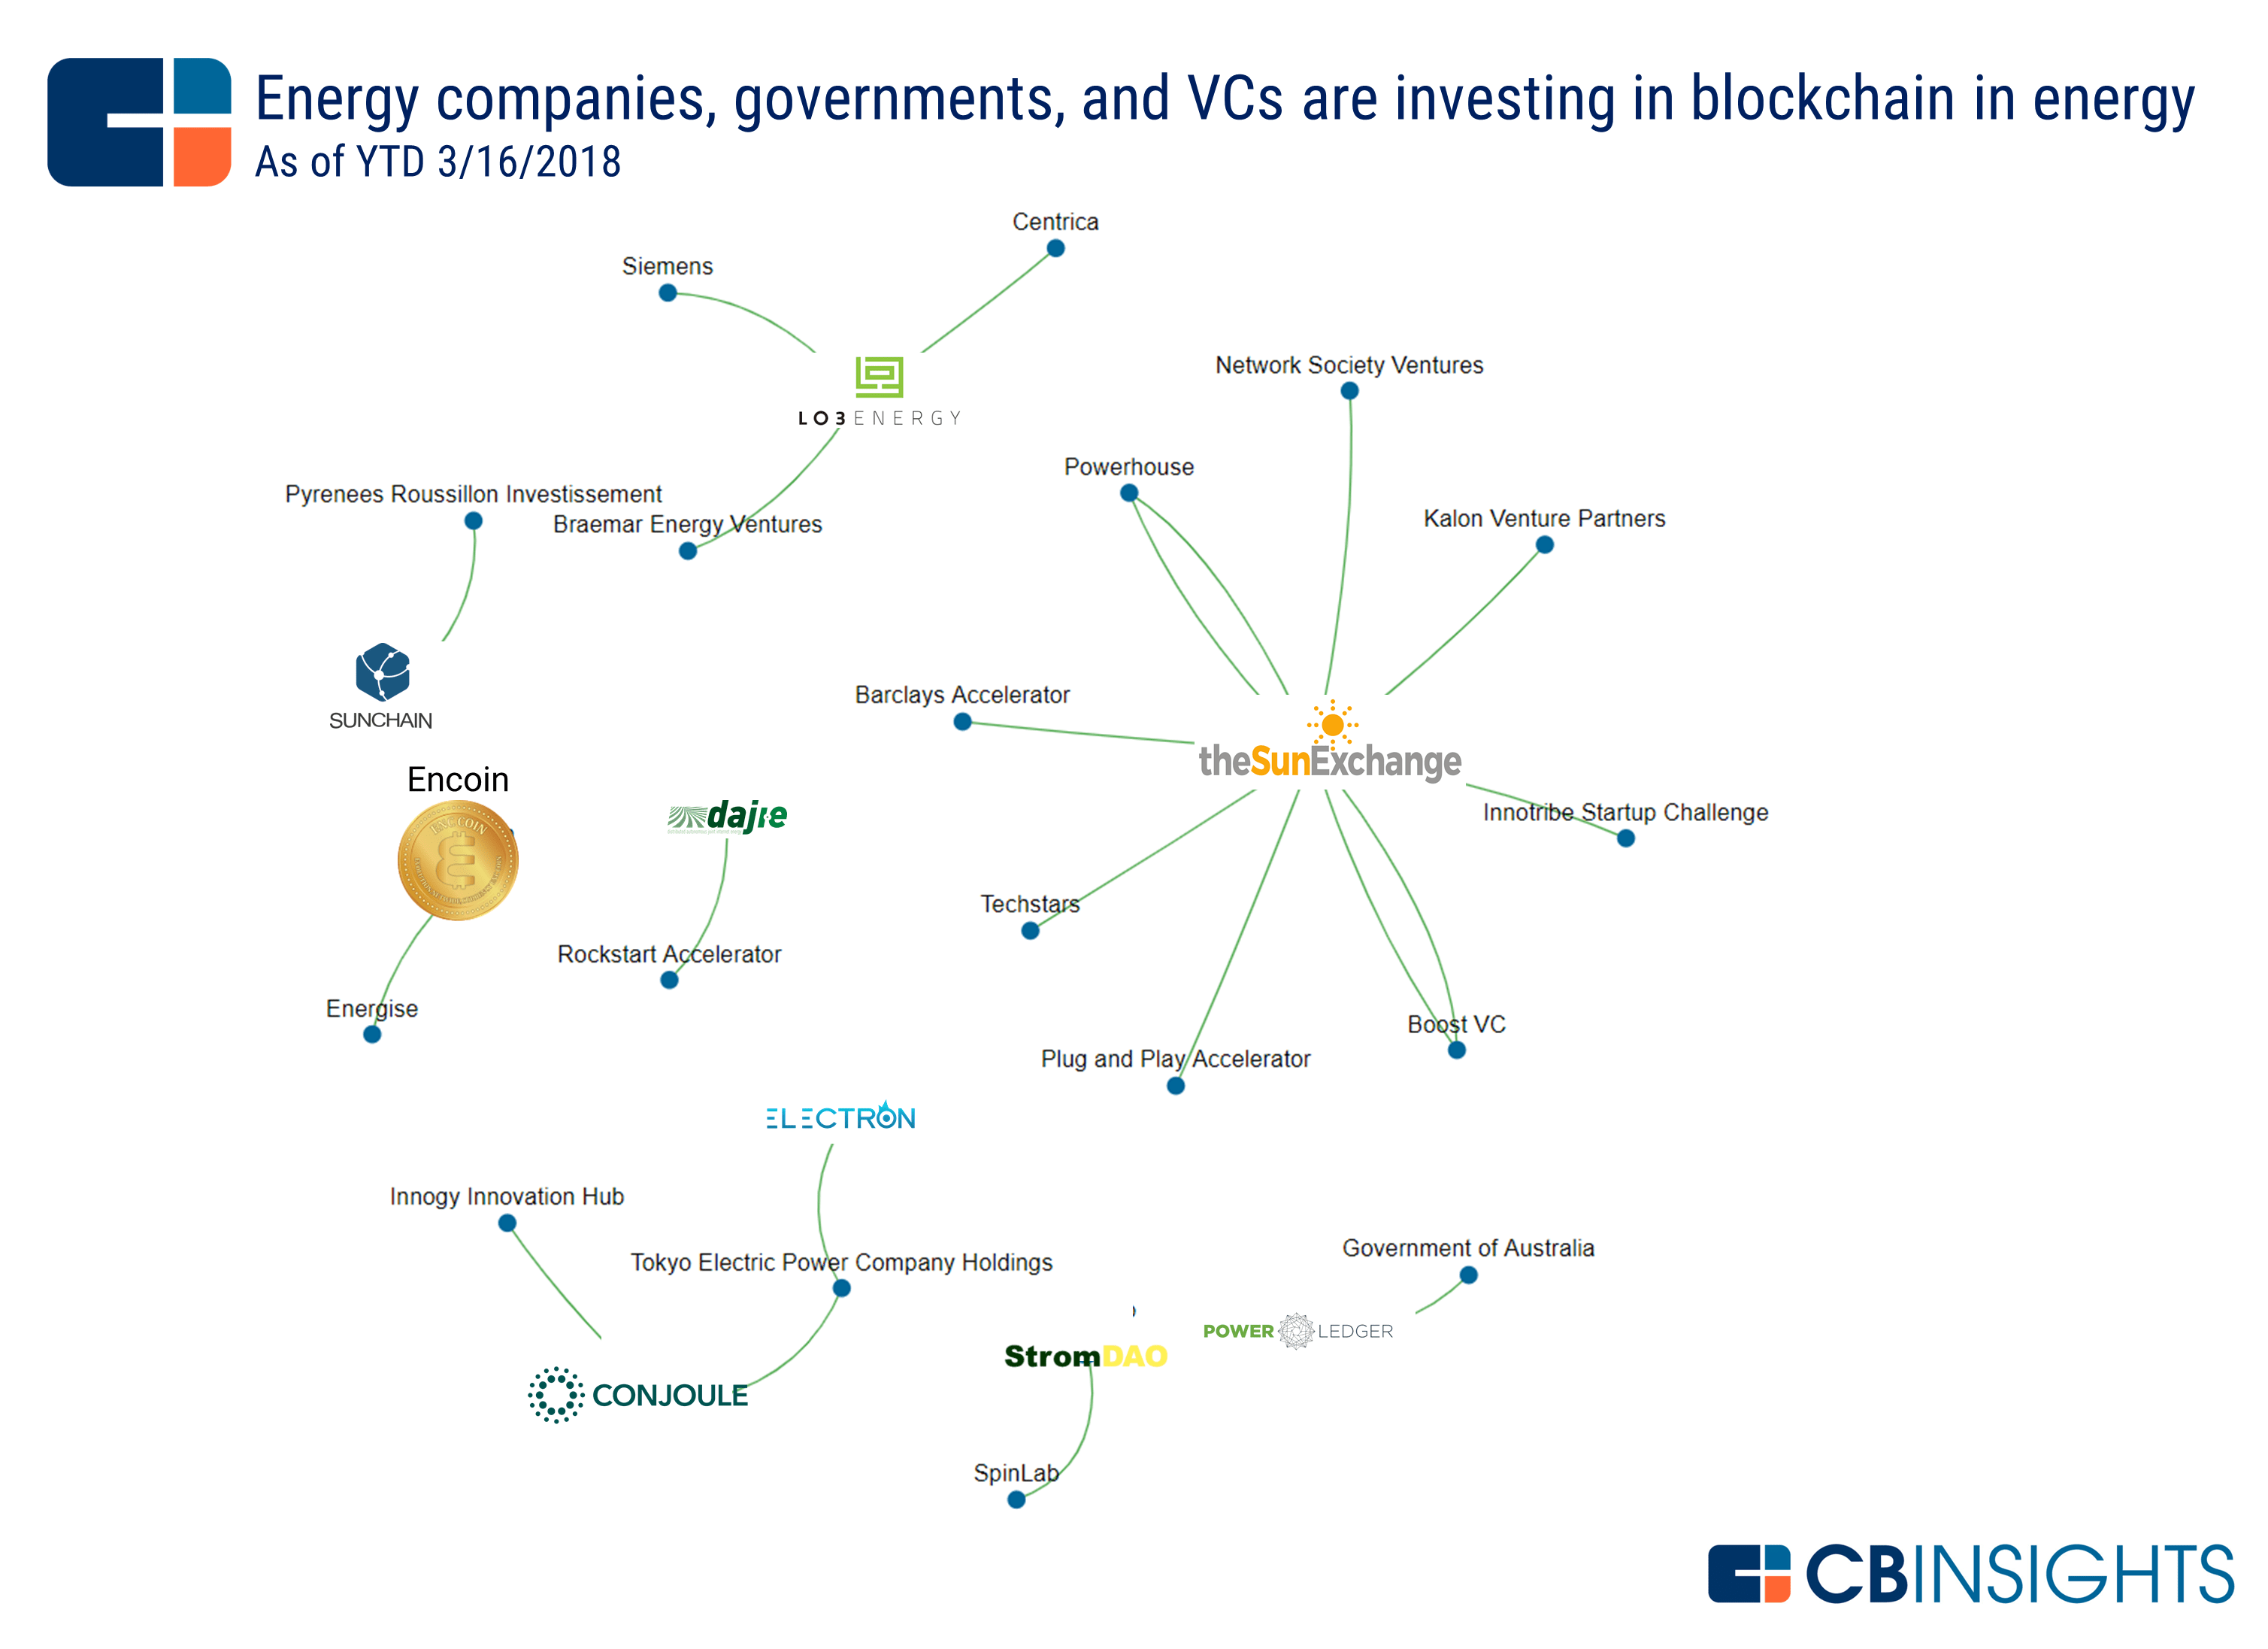 Energy companies, governments, and VCs are investing in blockchain in energy
As of YTD 3/16/2018
Centrica
Siemens
LO3ENERGY
Network Society Ventures
Powerhouse
Pyrenees Roussillon Investissement
Braemar Energy Ventures
Kalon Venture Partners
SUNCHAIN
Barclays Accelerator
theSunExchange
Encoin
dajie
Innotribe Startup Challenge
Techstars
Rockstart Accelerator
Energise
Boost VC
Plug and Play Accelerator
ELECTRON
Innogy Innovation Hub
Tokyo Electric Power Company Holdings
Government of Australia
POWER LEDGER
StromDAO
CONJOULE
SpinLab
CBINSIGHTS